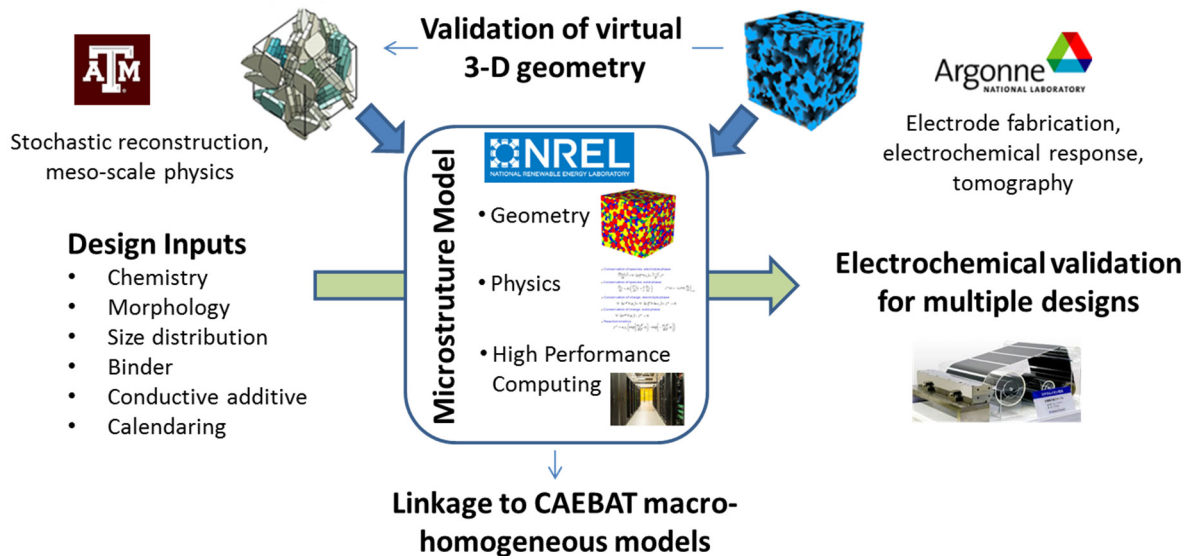 Validation of virtual
3-D geometry
ATM
Stochastic reconstruction,
meso-scale physics
Argonne
NATIONAL LABORATORY
Electrode fabrication,
electrochemical response,
tomography
Microstruture Model
NREL
NATIONAL RENEWABLE ENERGY LABORATORY
• Geometry
• Physics
• High Performance
Computing
Design Inputs
• Chemistry
• Morphology
• Size distribution
• Binder
• Conductive additive
• Calendaring
Electrochemical validation
for multiple designs
Linkage to CAEBAT macro-
homogeneous models